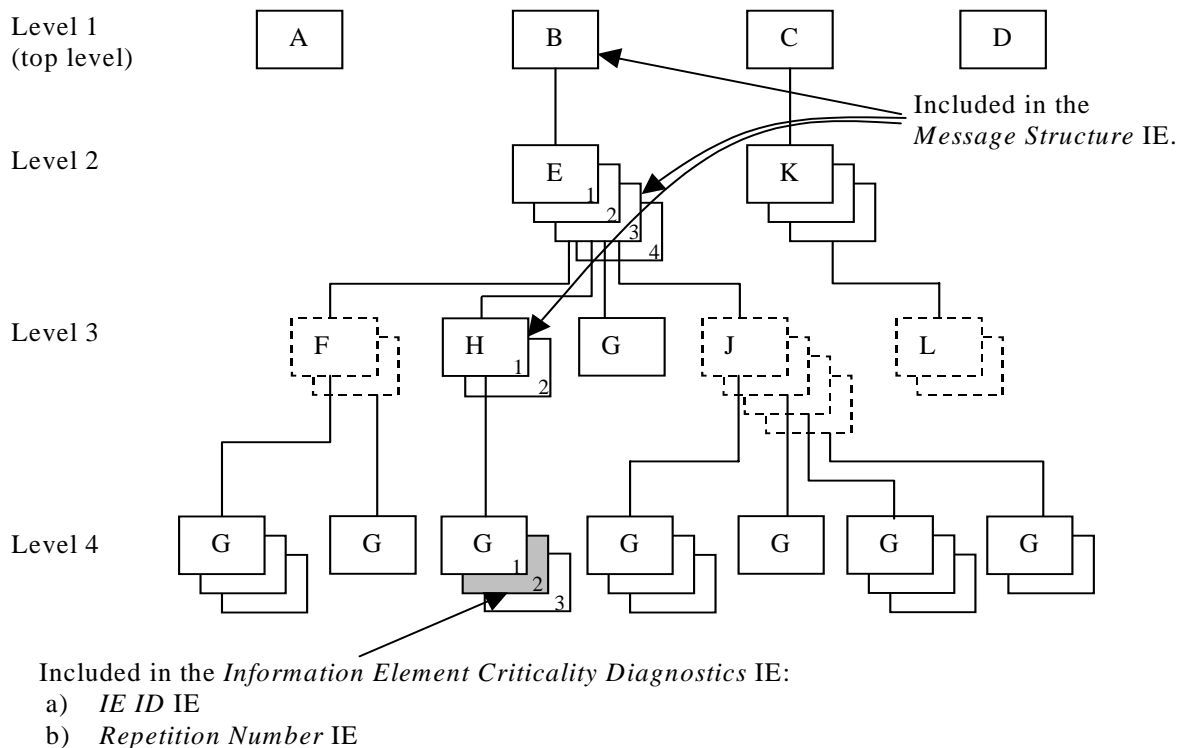 Level 1
(top level)
A
B
C
D
Included in the
Message Structure IE.
Level 2
E
1
2
3
4
K
Level 3
F
H
1
2
G
J
L
Level 4
G
G
G
1
2
3
G
G
G
G
Included in the Information Element Criticality Diagnostics IE:
a) IE ID IE
b) Repetition Number IE